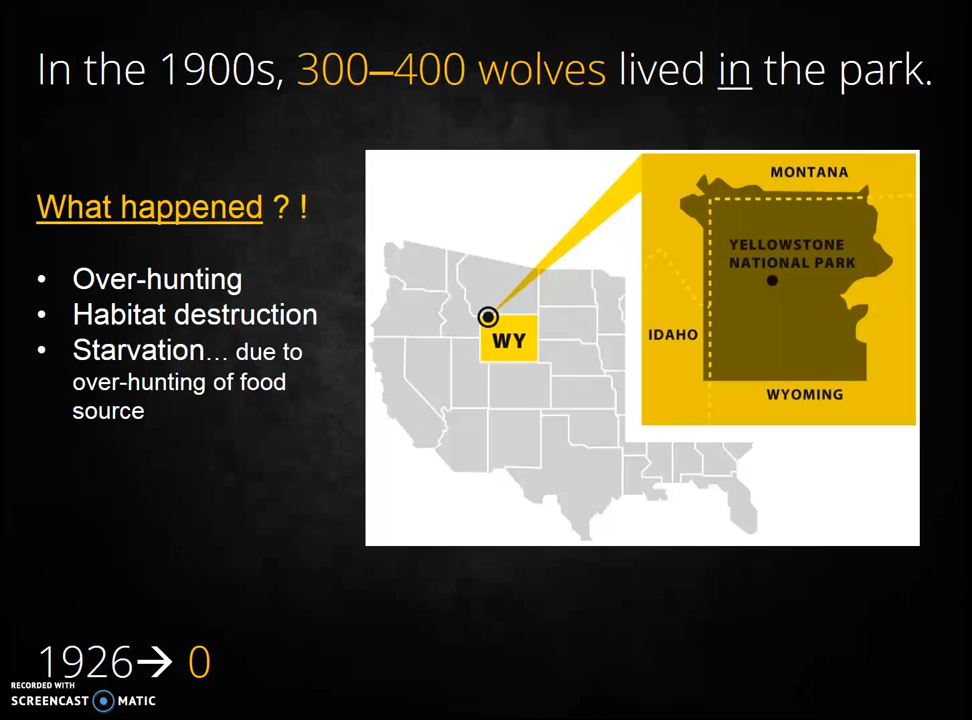 In the 1900s, 300–400 wolves lived in the park.
What happened ? !
• Over-hunting
• Habitat destruction
• Starvation... due to
over-hunting of food
source
MONTANA
YELLOWSTONE
NATIONAL PARK
IDAHO
WY
WYOMING
1926→ 0
RECORDED WITH
SCREENCAST MATIC